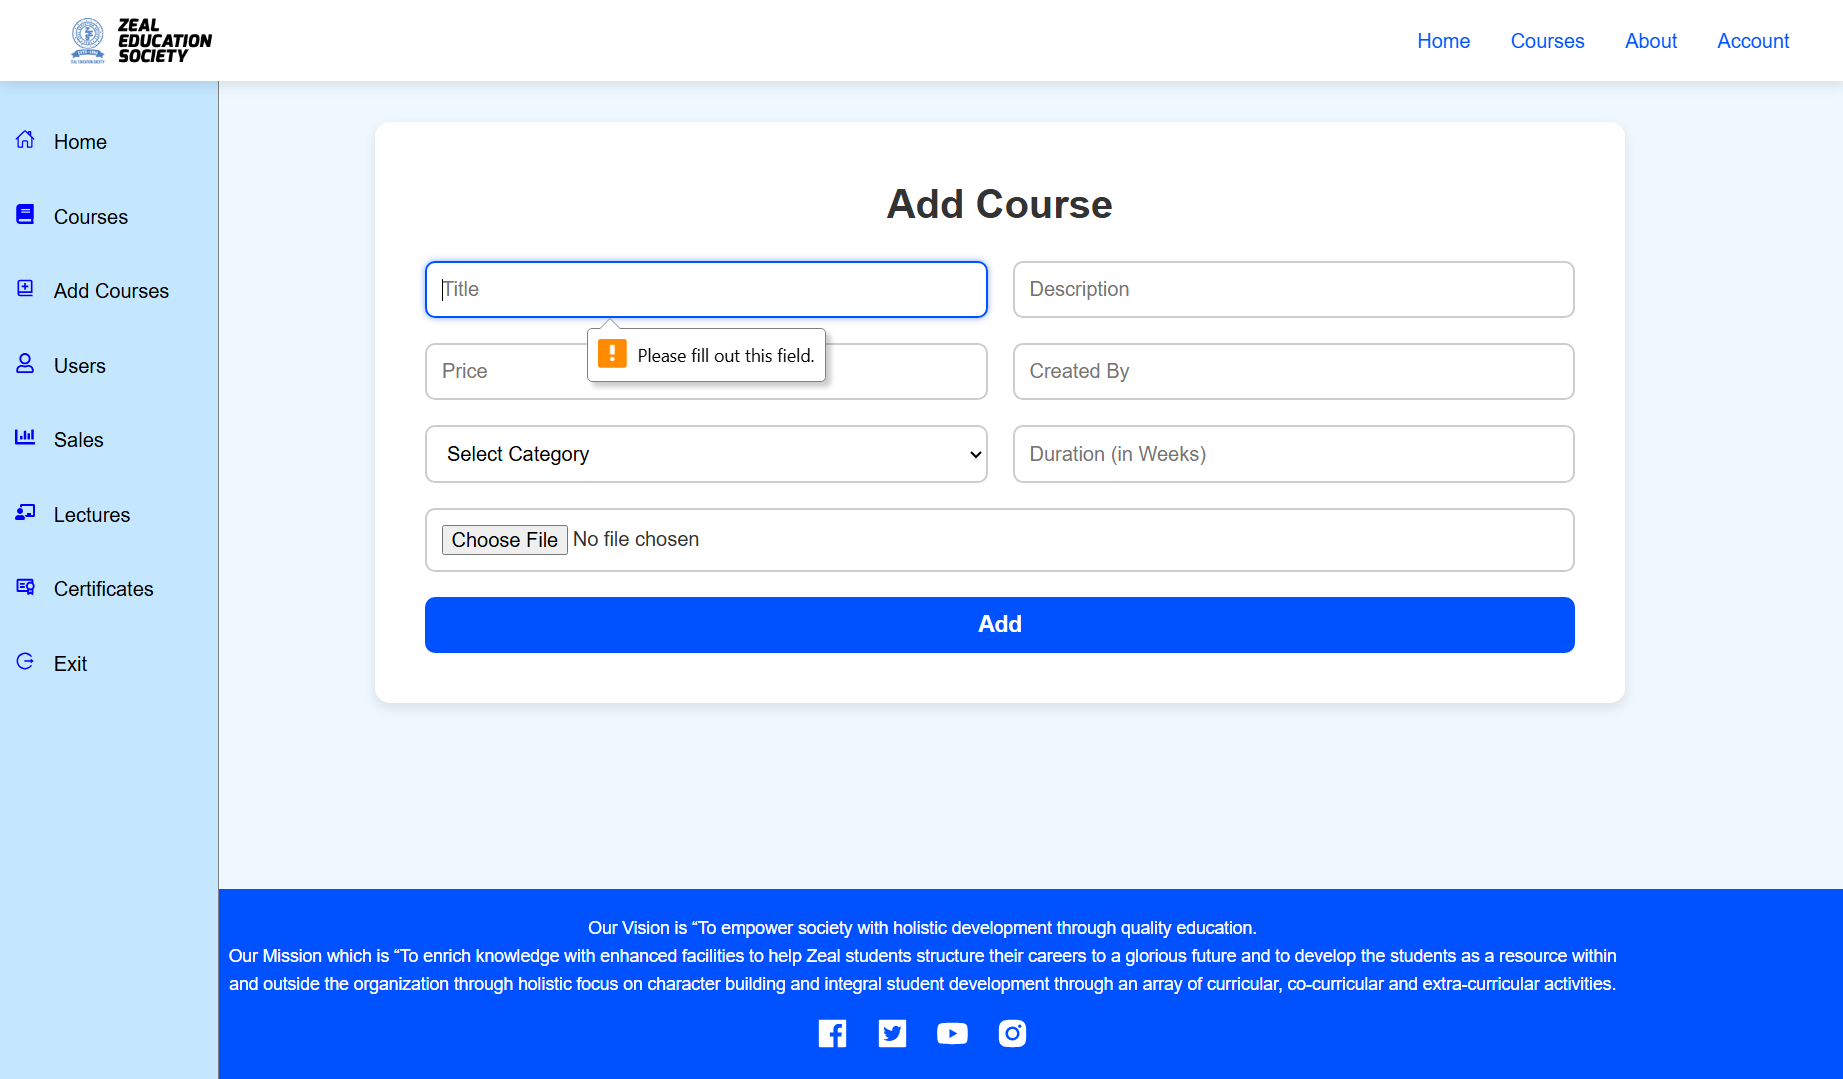 ZEAL
EDUCATION
SOCIETY
Home
Courses
About
Account
Home
Courses
Add Courses
Users
Sales
Lectures
Certificates
Exit
Add Course
Title
Description
Please fill out this field.
Price
Created By
Select Category
Duration (in Weeks)
Choose File No file chosen
Add
Our Vision is “To empower society with holistic development through quality education.
Our Mission which is “To enrich knowledge with enhanced facilities to help Zeal students structure their careers to a glorious future and to develop the students as a resource within
and outside the organization through holistic focus on character building and integral student development through an array of curricular, co-curricular and extra-curricular activities.